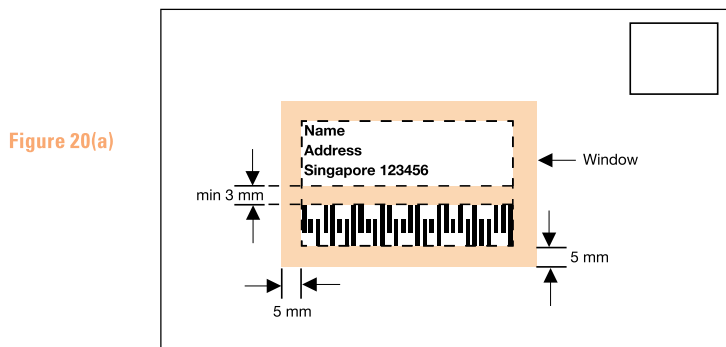 Figure 20(a)
Name
Address
Singapore 123456
Window
min 3 mm
5 mm
5 mm